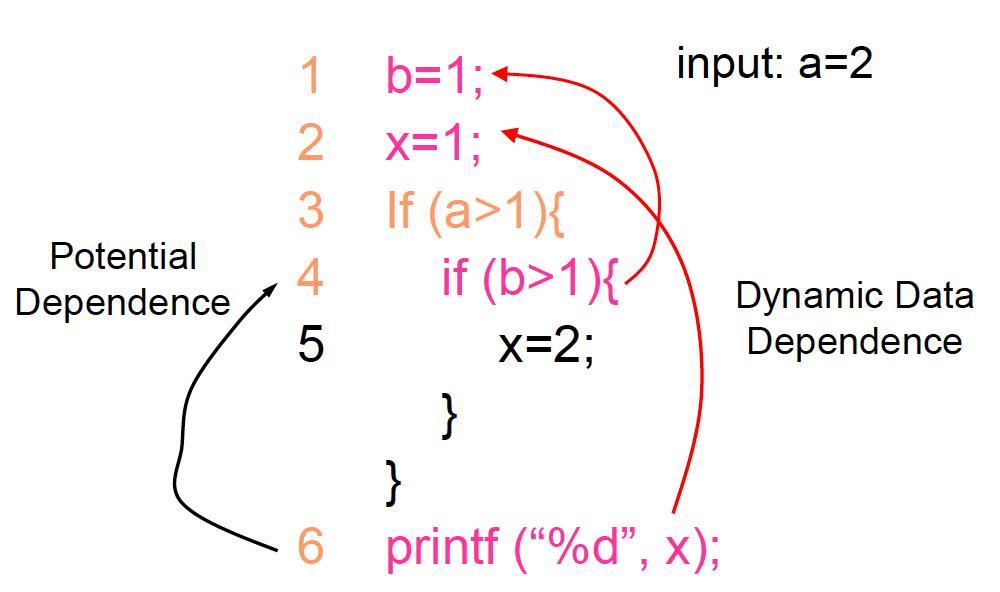 input: a=2
1 b=1;
2 x=1;
3 If (a>1){
4 if (b>1){
5 x=2;
}
}
6 printf (“%d”, x);
Potential
Dependence
Dynamic Data
Dependence